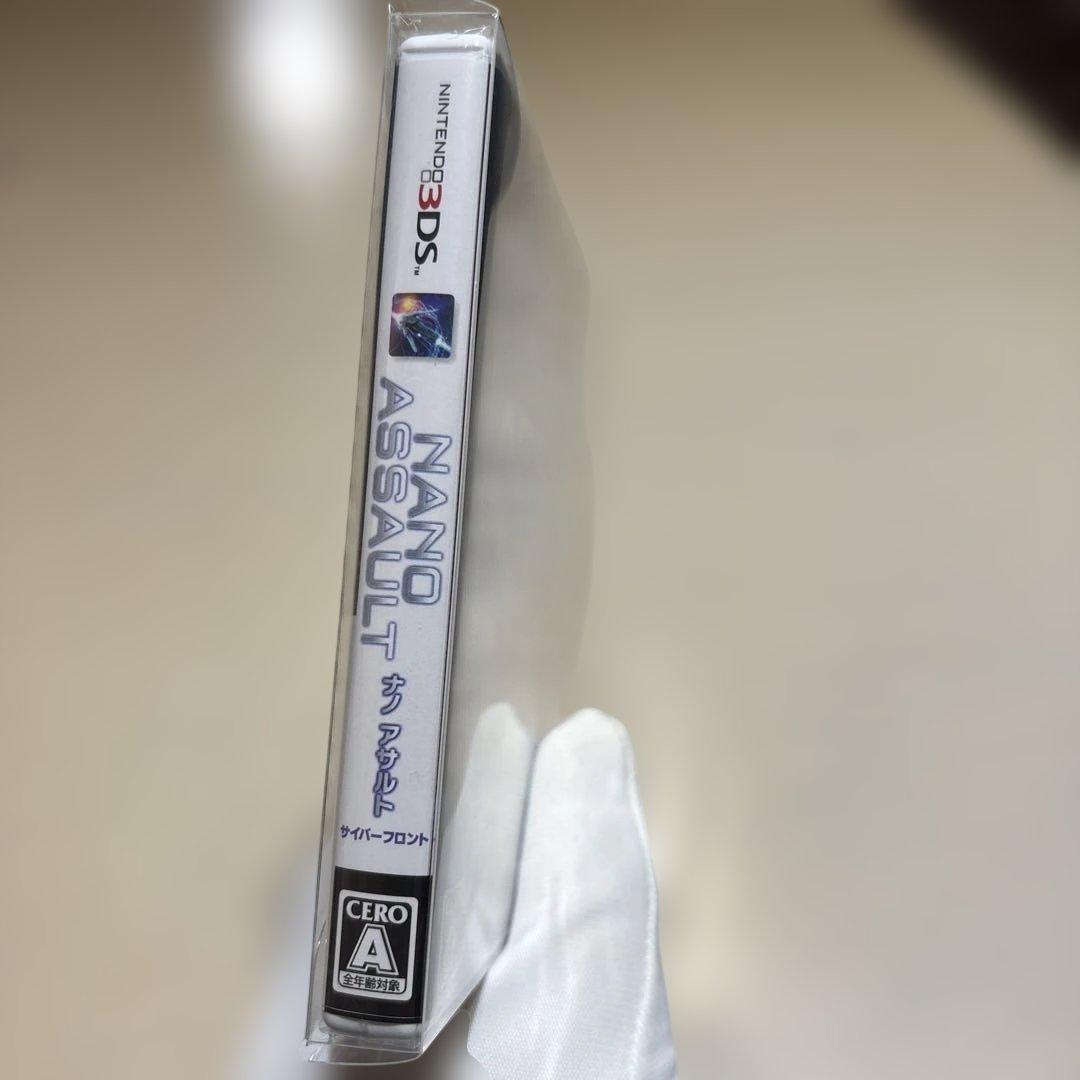 NINTENDO
3DS™
NANO
ASSAULT
ナノ アサルト
サイバーフロント
CERO
A
全年齢対象